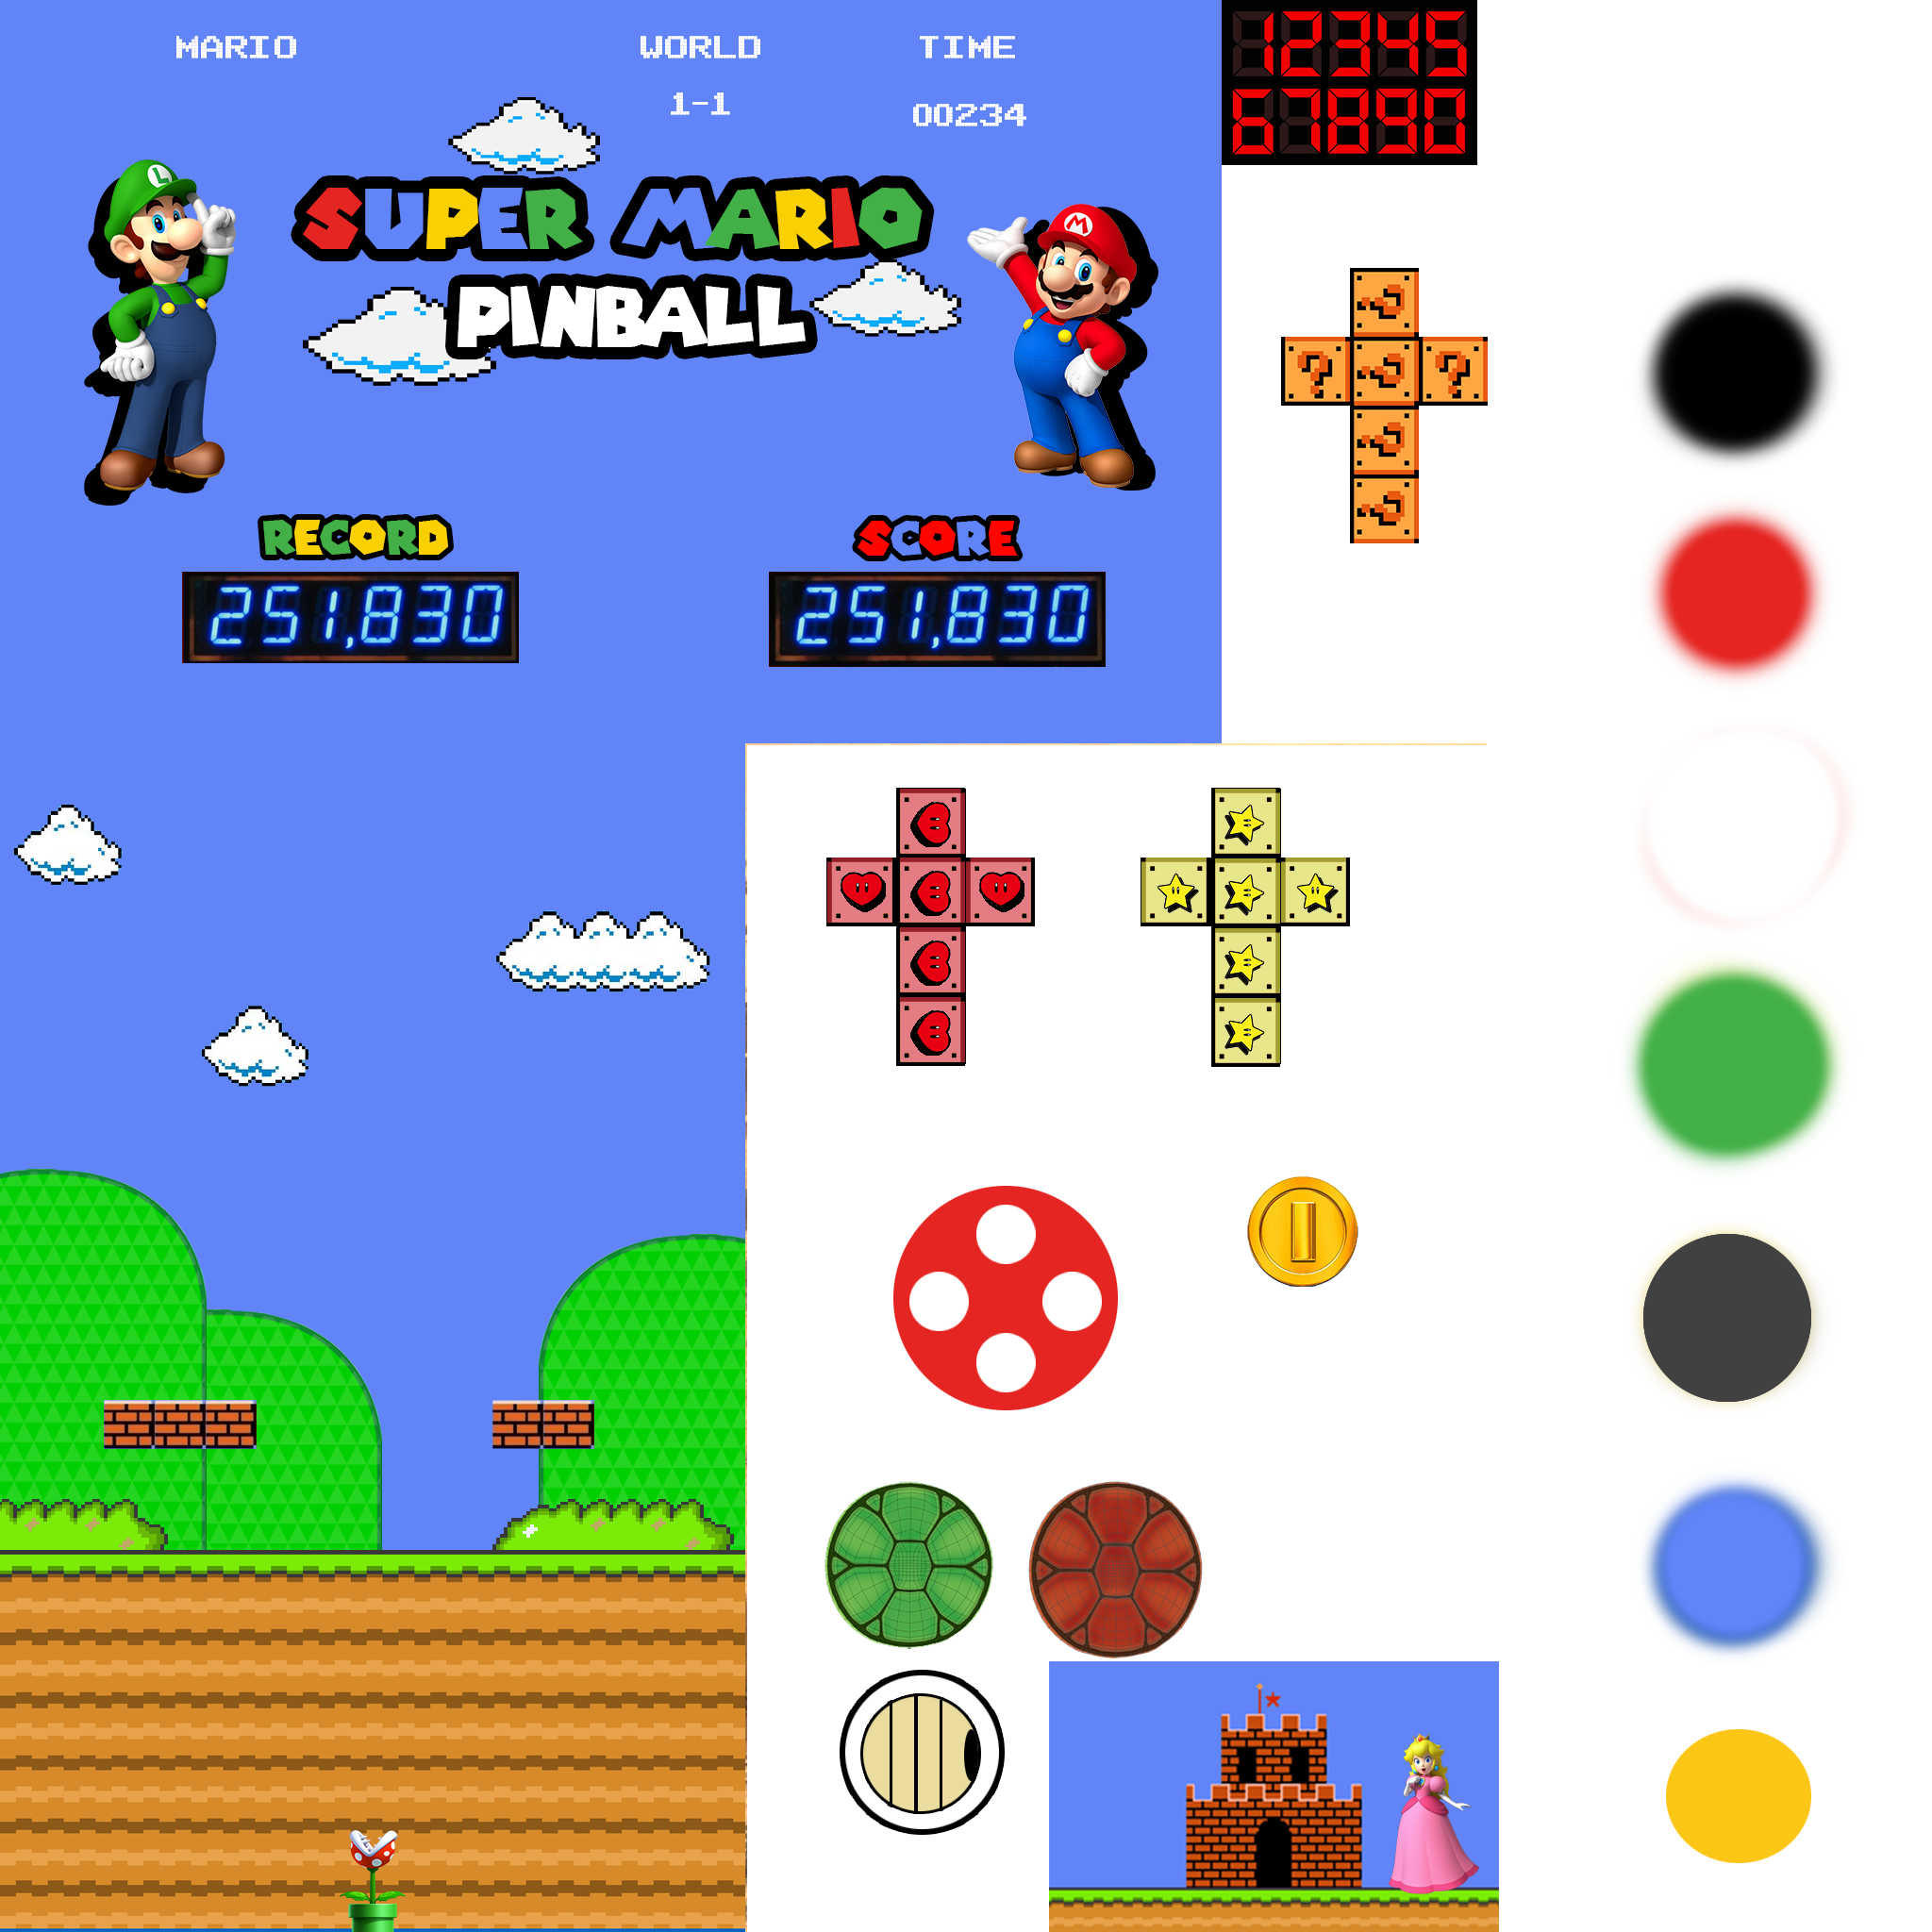 MARIO WORLD TIME
1-1 00234
12345
67890
L
M
SUPER MARIO
PINBALL
? ?
RECORD SCORE
251,830 251,830